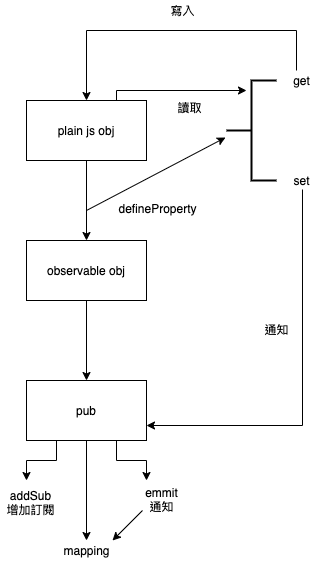 寫入
get
plain js obj
讀取
set
defineProperty
observable obj
通知
pub
addSub
增加訂閱
emmit
通知
mapping